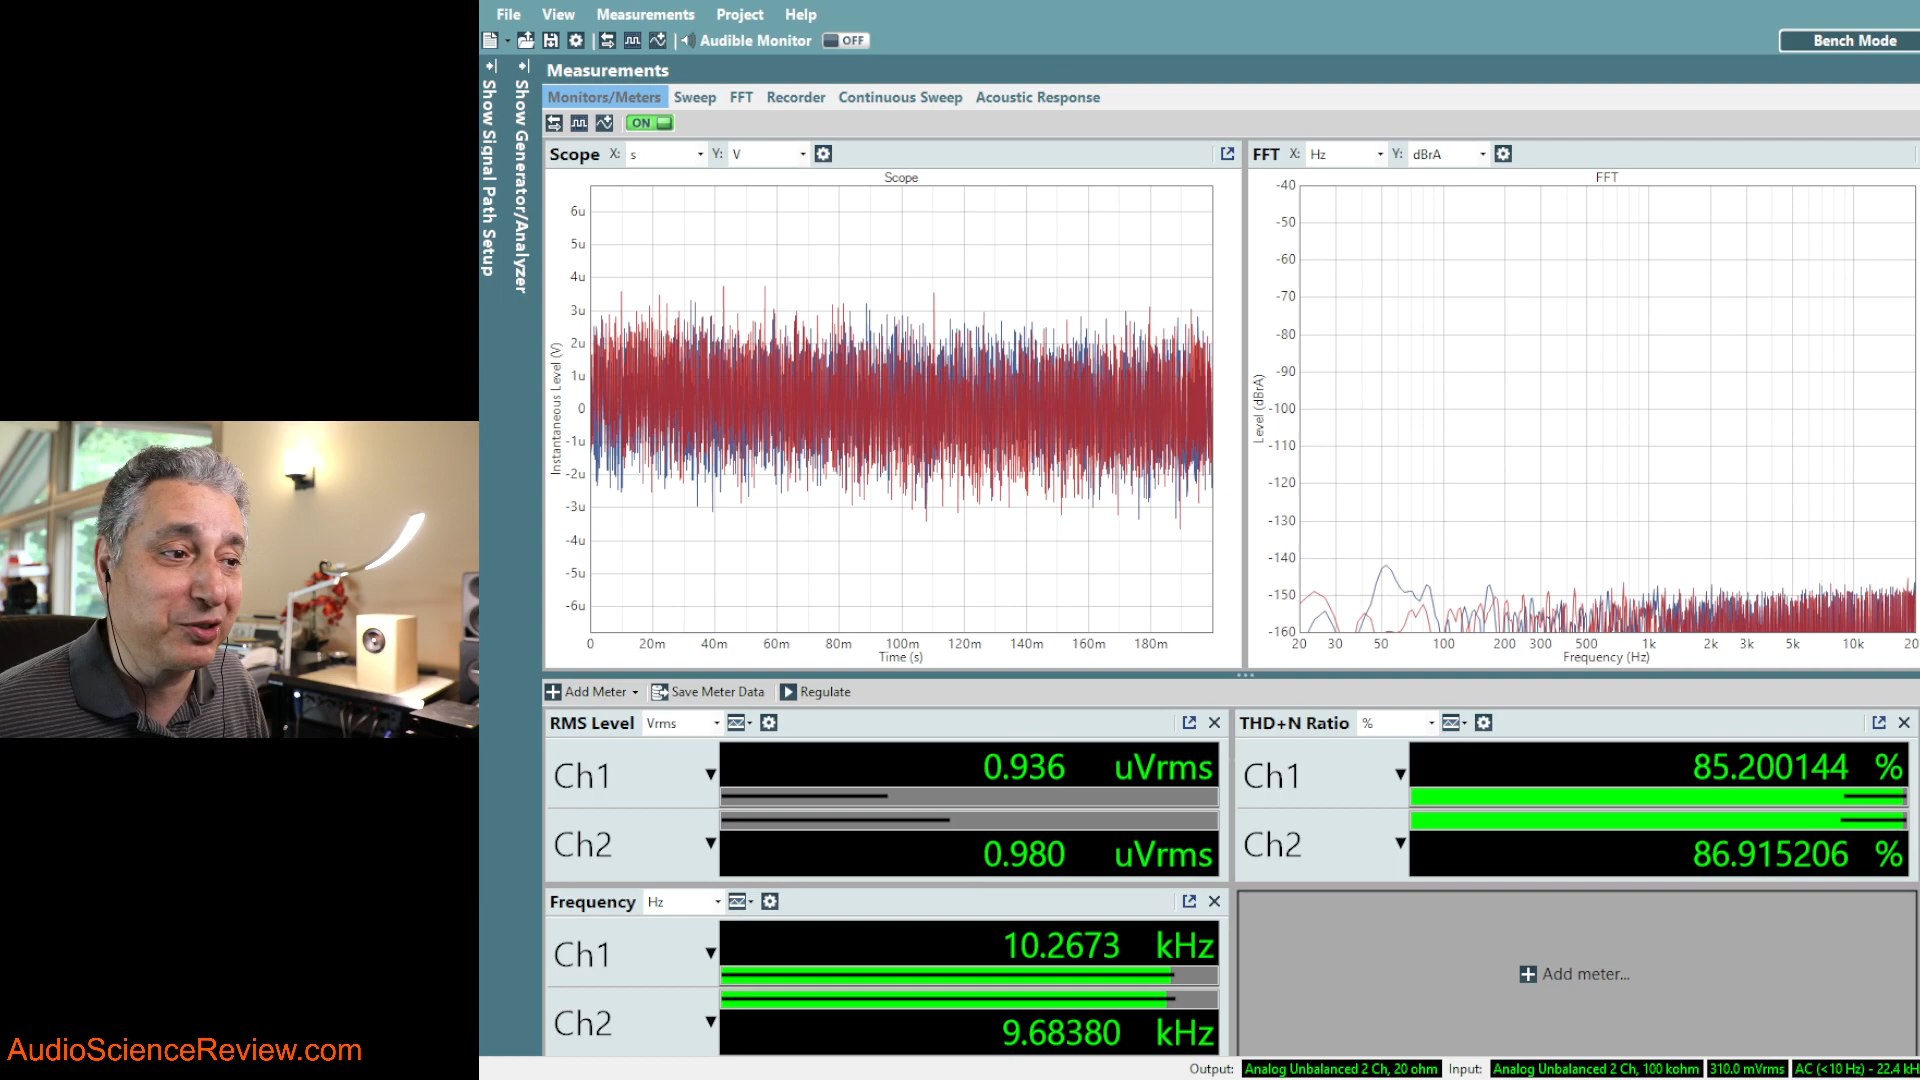 File View Measurements Project Help
Audible Monitor OFF
Bench Mode
Show Signal Path Setup
Show Generator/Analyzer
Measurements
Monitors/Meters Sweep FFT Recorder Continuous Sweep Acoustic Response
ON
Scope X: s Y: V
Scope
6u
5u
4u
3u
2u
1u
0
-1u
-2u
-3u
-4u
-5u
-6u
Instantaneous Level (V)
0 20m 40m 60m 80m 100m 120m 140m 160m 180m
Time (s)
FFT X: Hz Y: dBrA
FFT
-40
-50
-60
-70
-80
-90
-100
-110
-120
-130
-140
-150
-160
Level (dBrA)
20 30 50 100 200 300 500 1k 2k 3k 5k 10k 20
Frequency (Hz)
Add Meter Save Meter Data Regulate
RMS Level Vrms
Ch1 0.936 uVrms
Ch2 0.980 uVrms
THD+N Ratio %
Ch1 85.200144 %
Ch2 86.915206 %
Frequency Hz
Ch1 10.2673 kHz
Ch2 9.68380 kHz
Add meter...
AudioScienceReview.com
Output: Analog Unbalanced 2 Ch, 20 ohm Input: Analog Unbalanced 2 Ch, 100 kohm 310.0 mVrms AC (<10 Hz) - 22.4 kH